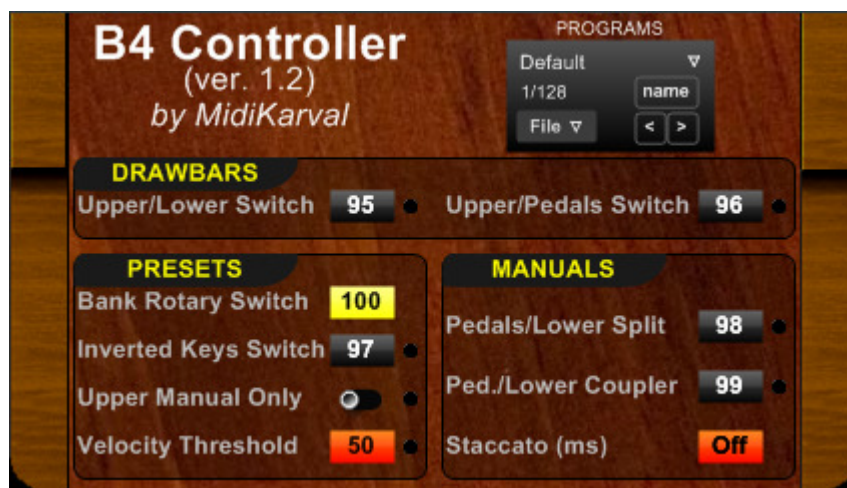 B4 Controller
(ver. 1.2)
by MidiKarval
PROGRAMS
Default
1/128 name
File < >
DRAWBARS
Upper/Lower Switch 95
Upper/Pedals Switch 96
PRESETS
Bank Rotary Switch 100
Inverted Keys Switch 97
Upper Manual Only
Velocity Threshold 50
MANUALS
Pedals/Lower Split 98
Ped./Lower Coupler 99
Staccato (ms) Off